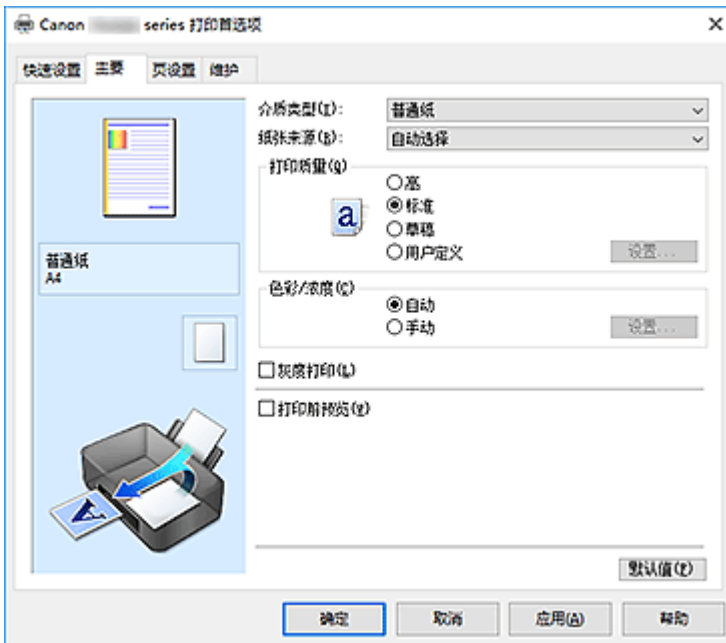 Canon series 打印首选项
快速设置 主要 页设置 维护
介质类型(I): 普通纸
纸张来源(R): 自动选择
打印质量(Q)
高
标准
草稿
用户定义 设置...
普通纸
A4
色彩/浓度(C)
自动
手动 设置...
灰度打印(L)
打印前预览(V)
默认值(F)
确定 取消 应用(A) 帮助